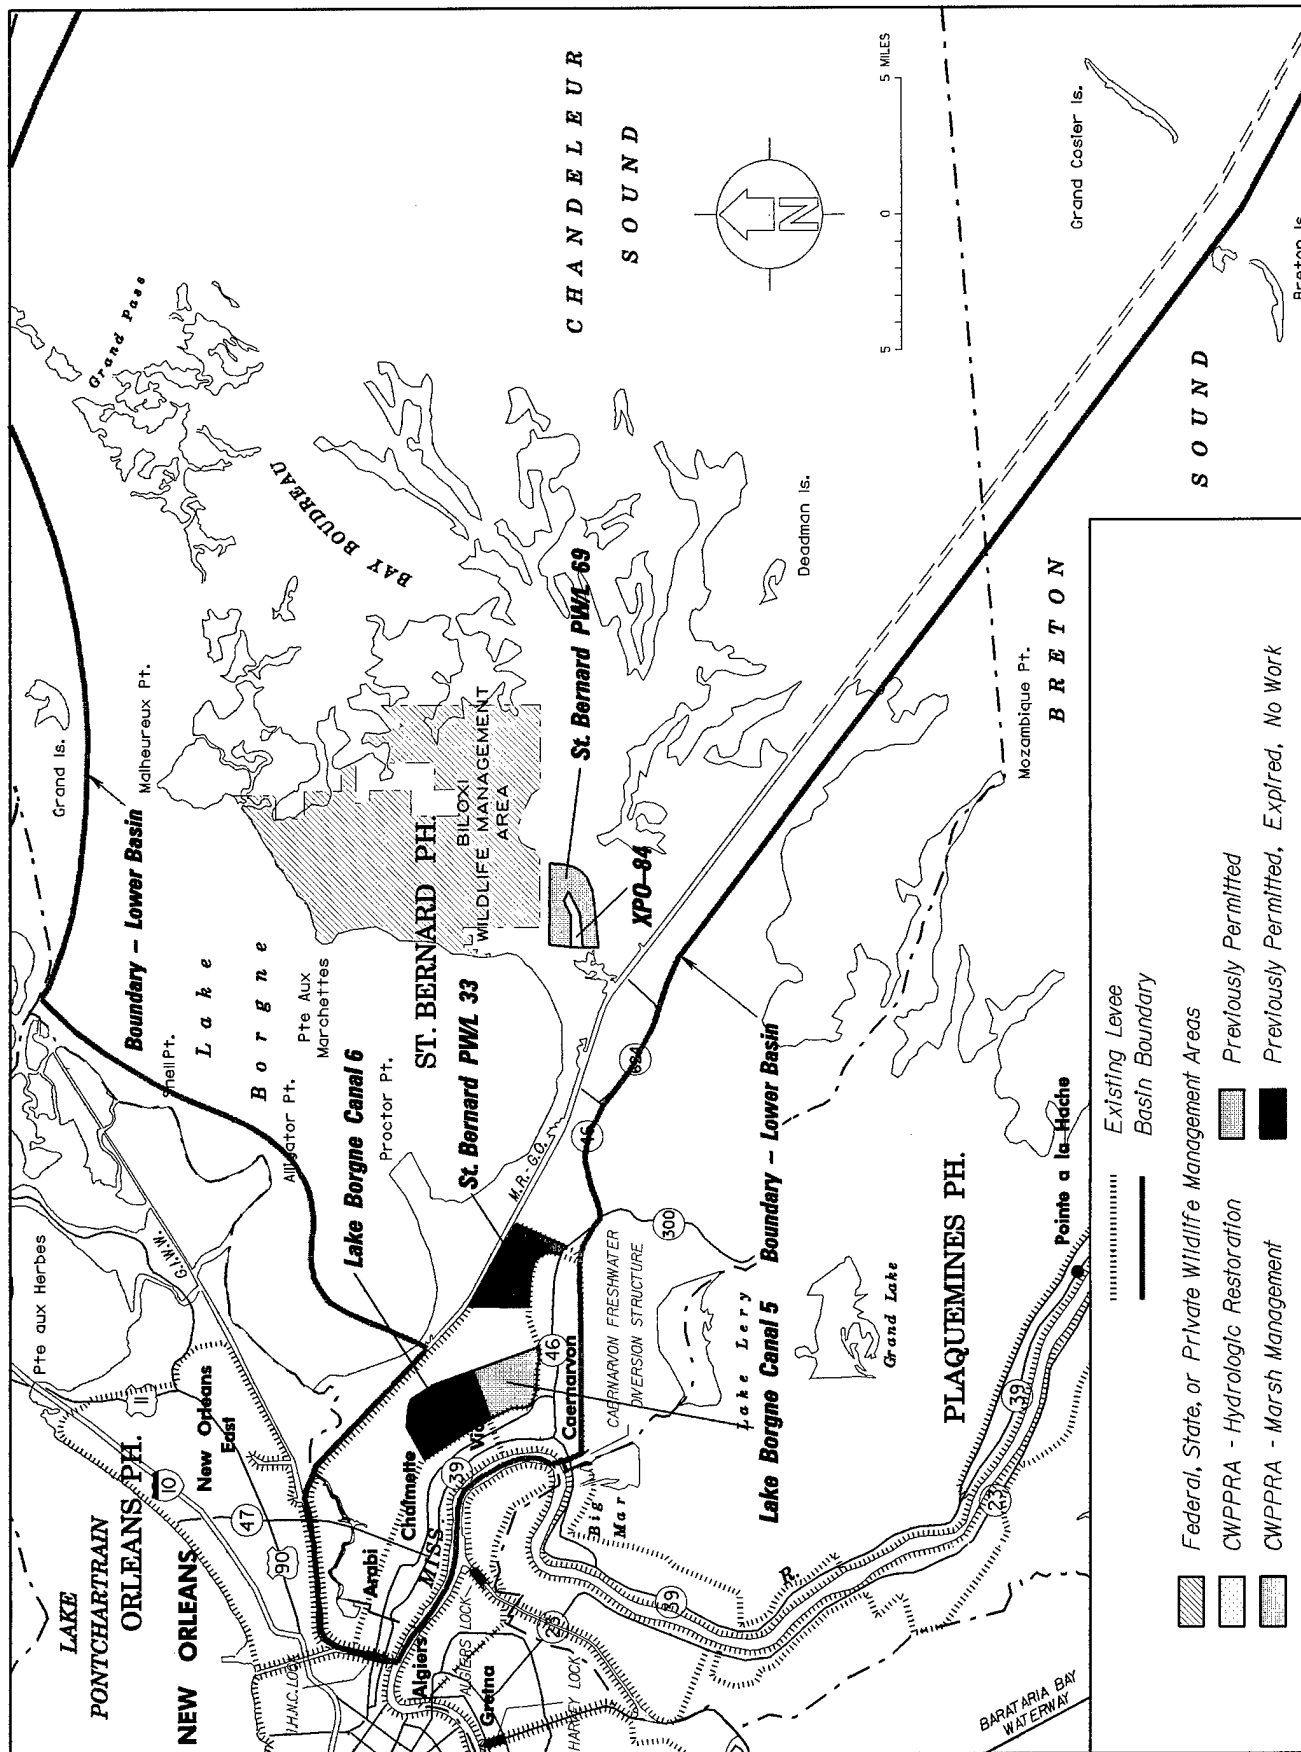 LAKE
PONTCHARTRAIN
ORLEANS PH.
NEW ORLEANS
Pte aux Herbes
11
10
New Orleans
East
47
90
G.I.W.W.
I.H.N.C. LOCK
Arabi
Chalmette
MISS
39
Algiers
ALGIERS LOCK
Gretna
HARVEY LOCK
23
Grand Is.
Malheureux Pt.
Boundary – Lower Basin
Shell Pt.
Lake
Borgne
Alligator Pt.
Pte Aux
Marchettes
Proctor Pt.
Lake Borgne Canal 6
St. Bernard PW/L 33
ST. BERNARD PH.
BILOXI
WILDLIFE MANAGEMENT
AREA
Grand Pass
BAY BOUDREAU
St. Bernard PW/L 69
XPO-84
Deadman Is.
CHANDELEUR
SOUND
N
5 0 5 MILES
M.R.-G.O.
46
624
46
300
Caernarvon
CAERNARVON FRESHWATER
DIVERSION STRUCTURE
Big
Mar
Lake Lery
Lake Borgne Canal 5
Boundary – Lower Basin
Grand Lake
PLAQUEMINES PH.
39
R.
39
23
Pointe a la Hache
BARATARIA BAY
WATERWAY
Mozambique Pt.
BRETON
SOUND
Grand Cosier Is.
Breton Is.
Existing Levee
Basin Boundary
Federal, State, or Private Wildlife Management Areas
CWPPRA - Hydrologic Restoration
CWPPRA - Marsh Management
Previously Permitted
Previously Permitted, Expired, No Work